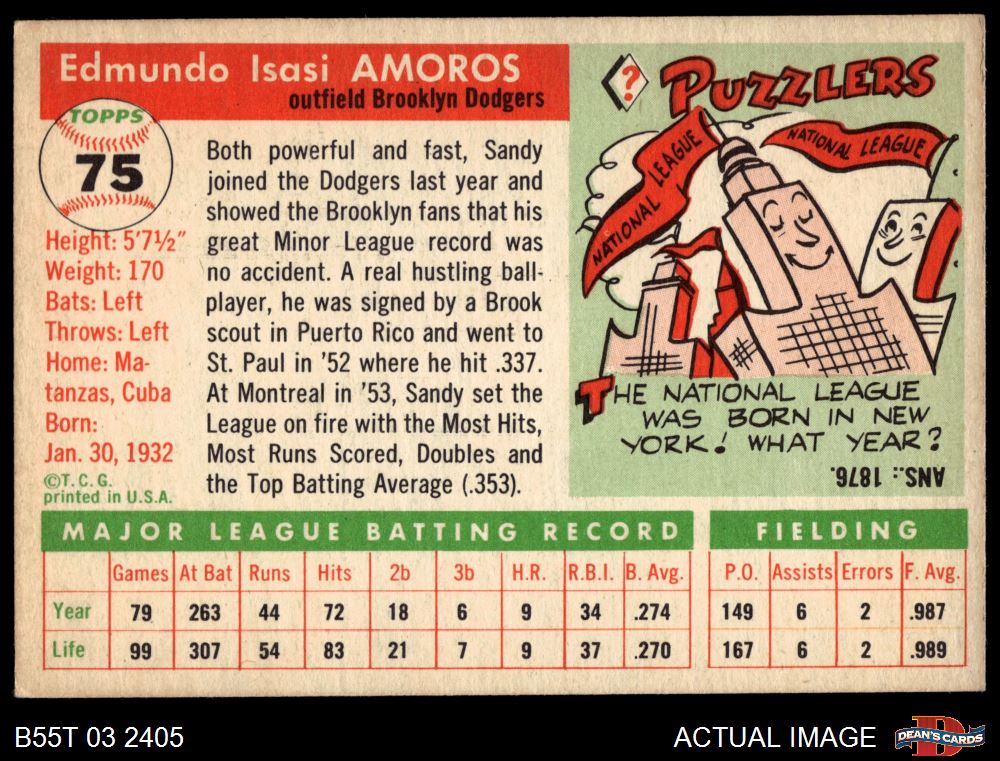 Edmundo Isasi AMOROS
outfield Brooklyn Dodgers
TOPPS
75
Height: 5'7½"
Weight: 170
Bats: Left
Throws: Left
Home: Ma-
tanzas, Cuba
Born:
Jan. 30, 1932
©T.C.G.
printed in U.S.A.
Both powerful and fast, Sandy
joined the Dodgers last year and
showed the Brooklyn fans that his
great Minor League record was
no accident. A real hustling ball-
player, he was signed by a Brook
scout in Puerto Rico and went to
St. Paul in '52 where he hit .337.
At Montreal in '53, Sandy set the
League on fire with the Most Hits,
Most Runs Scored, Doubles and
the Top Batting Average (.353).
? PUZZLERS
NATIONAL LEAGUE
NATIONAL LEAGUE
THE NATIONAL LEAGUE
WAS BORN IN NEW
YORK! WHAT YEAR?
ANS.: 1876.
MAJOR LEAGUE BATTING RECORD
Games At Bat Runs Hits 2b 3b H.R. R.B.I. B. Avg.
Year 79 263 44 72 18 6 9 34 .274
Life 99 307 54 83 21 7 9 37 .270
FIELDING
P.O. Assists Errors F. Avg.
149 6 2 .987
167 6 2 .989
B55T 03 2405
ACTUAL IMAGE
D
DEAN'S CARDS